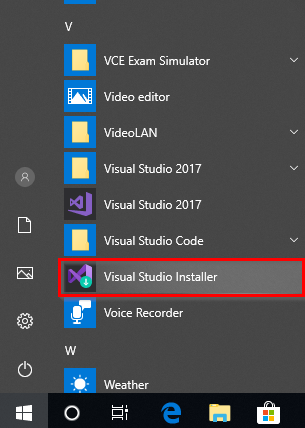 V
VCE Exam Simulator
Video editor
VideoLAN
Visual Studio 2017
Visual Studio 2017
Visual Studio Code
Visual Studio Installer
Voice Recorder
W
Weather